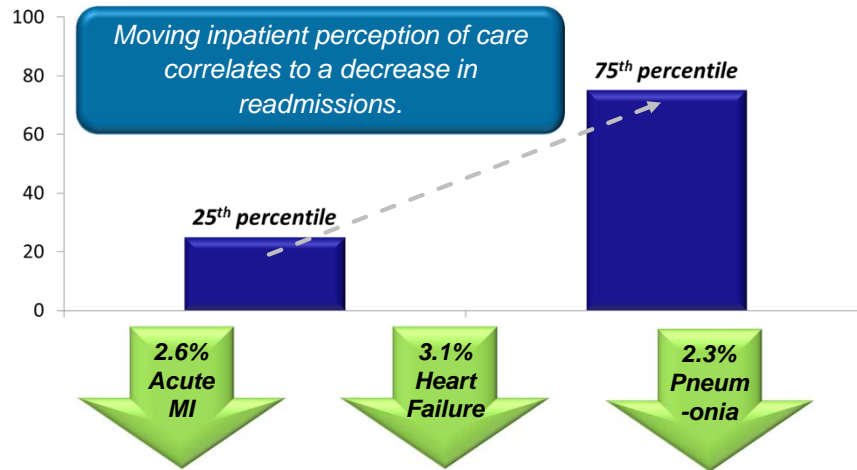 100
80
60
40
20
0
Moving inpatient perception of care
correlates to a decrease in
readmissions.
75th percentile
25th percentile
2.6%
Acute
MI
3.1%
Heart
Failure
2.3%
Pneum
-onia